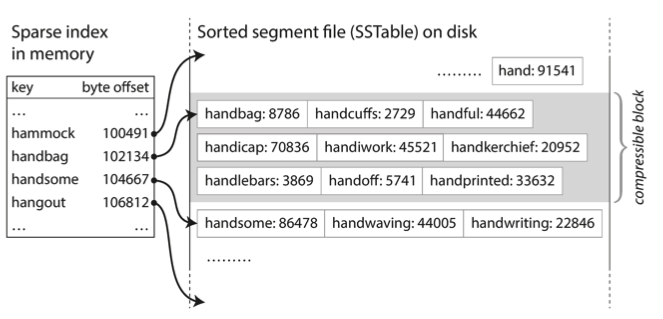 Sparse index
in memory
key byte offset
... ...
hammock 100491
handbag 102134
handsome 104667
hangout 106812
... ...
Sorted segment file (SSTable) on disk
......... hand: 91541
handbag: 8786 handcuffs: 2729 handful: 44662
handicap: 70836 handiwork: 45521 handkerchief: 20952
handlebars: 3869 handoff: 5741 handprinted: 33632
handsome: 86478 handwaving: 44005 handwriting: 22846
.........
compressible block